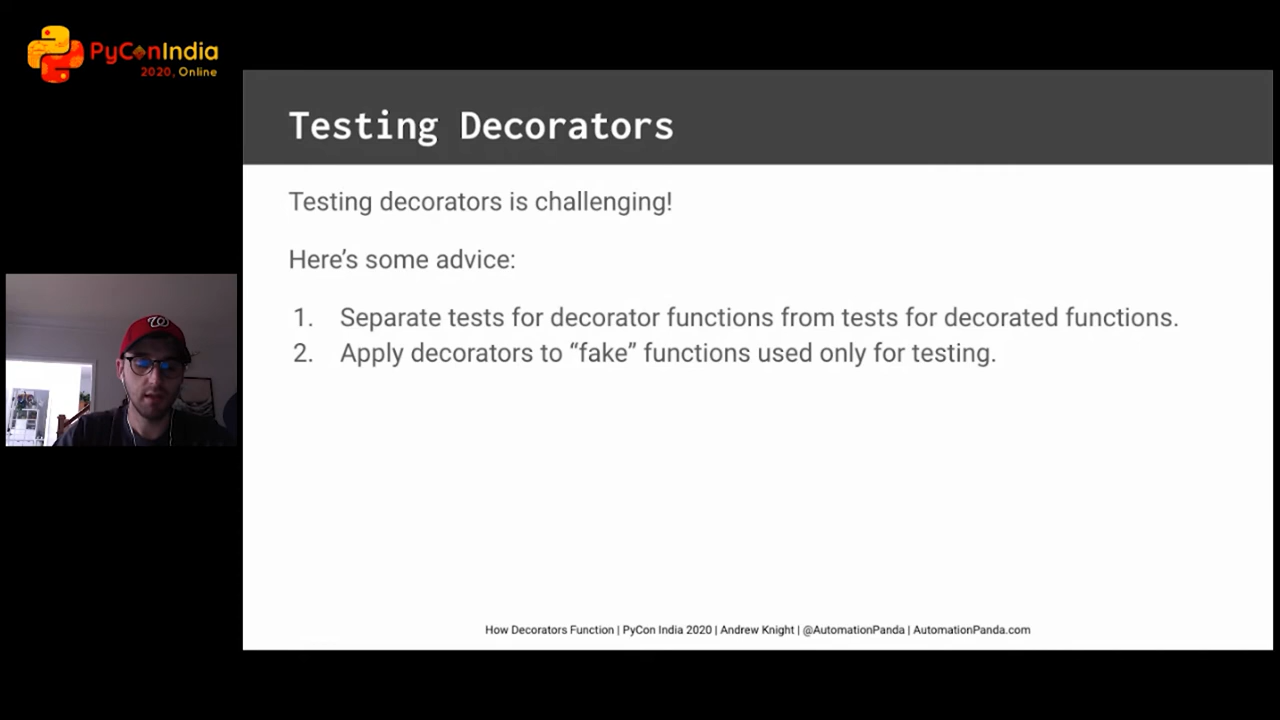 PyConIndia
2020, Online
Testing Decorators
Testing decorators is challenging!
Here’s some advice:
1. Separate tests for decorator functions from tests for decorated functions.
2. Apply decorators to “fake” functions used only for testing.
How Decorators Function | PyCon India 2020 | Andrew Knight | @AutomationPanda | AutomationPanda.com